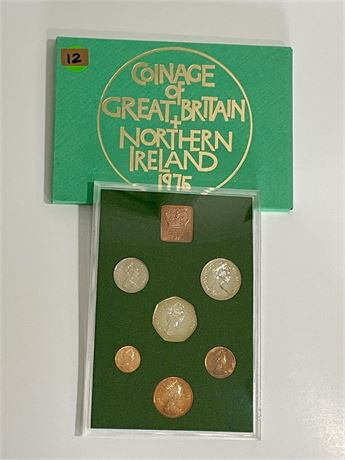 12
COINAGE
OF
GREAT BRITAIN
+
NORTHERN
IRELAND
1975